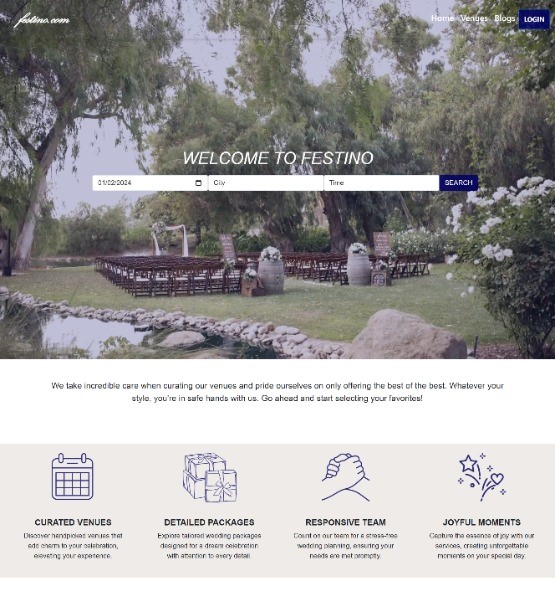 festino.com
Home Venues Blogs LOGIN
WELCOME TO FESTINO
01/02/2024 City Time SEARCH
We take incredible care when curating our venues and pride ourselves on only offering the best of the best. Whatever your
style, you're in safe hands with us. Go ahead and start selecting your favorites!
CURATED VENUES
Discover handpicked venues that
add charm to your celebration,
elevating your experience.
DETAILED PACKAGES
Explore tailored wedding packages
designed for a dream celebration
with attention to every detail.
RESPONSIVE TEAM
Count on our team for a stress-free
wedding planning, ensuring your
needs are met promptly.
JOYFUL MOMENTS
Capture the essence of joy with our
services, creating unforgettable
moments on your special day.